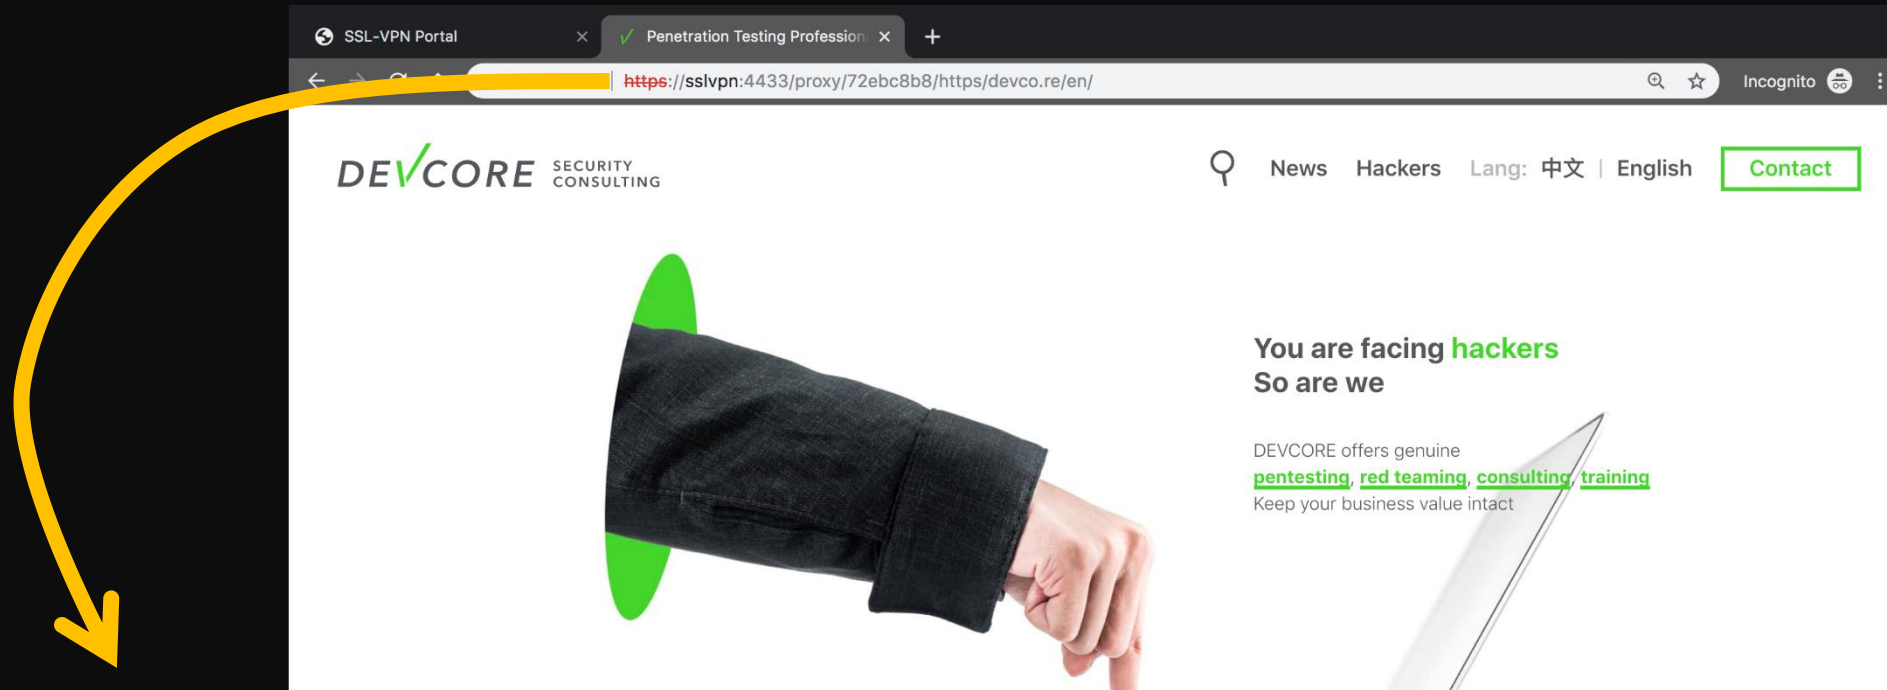 SSL-VPN Portal
Penetration Testing Profession
https://sslvpn:4433/proxy/72ebc8b8/https/devco.re/en/
Incognito
DEVCORE SECURITY CONSULTING
News Hackers Lang: 中文 | English Contact
You are facing hackers
So are we
DEVCORE offers genuine
pentesting, red teaming, consulting, training
Keep your business value intact